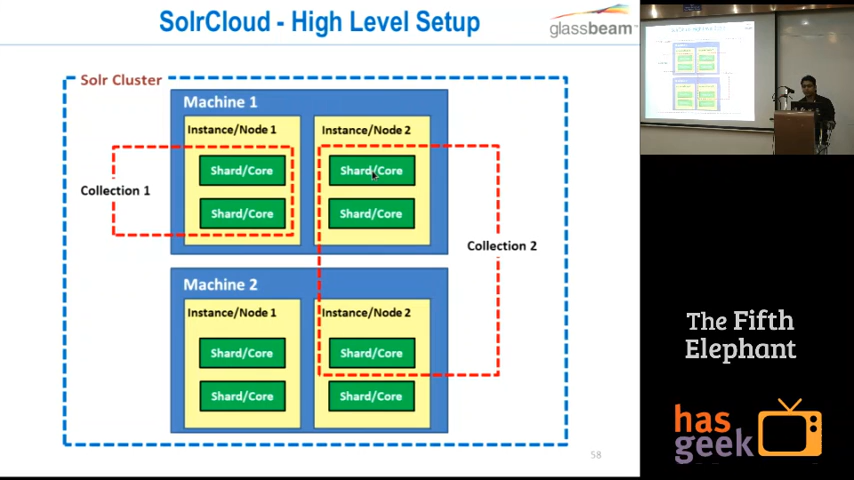 SolrCloud - High Level Setup
glassbeam
Solr Cluster
Machine 1
Instance/Node 1
Instance/Node 2
Shard/Core
Shard/Core
Collection 1
Shard/Core
Shard/Core
Collection 2
Machine 2
Instance/Node 1
Instance/Node 2
Shard/Core
Shard/Core
Shard/Core
Shard/Core
58
The Fifth
Elephant
has
geek